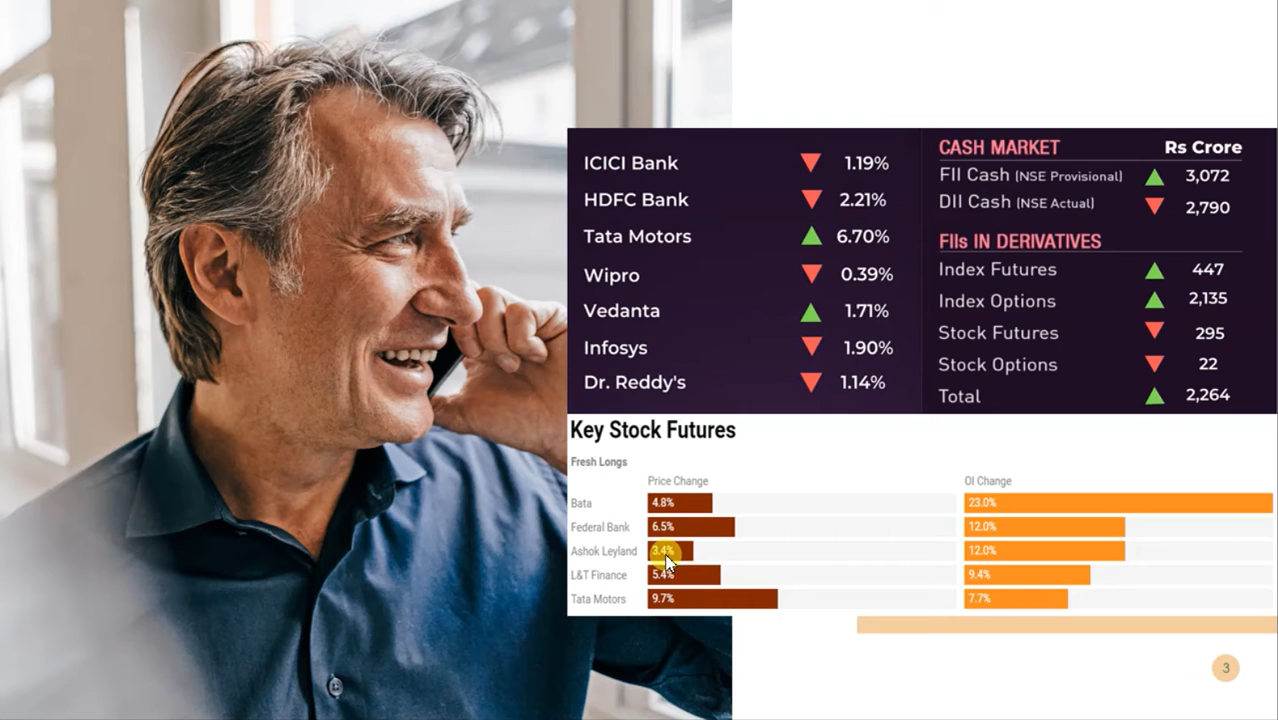 ICICI Bank 1.19%
HDFC Bank 2.21%
Tata Motors 6.70%
Wipro 0.39%
Vedanta 1.71%
Infosys 1.90%
Dr. Reddy's 1.14%
CASH MARKET Rs Crore
FII Cash (NSE Provisional) 3,072
DII Cash (NSE Actual) 2,790
FIIs IN DERIVATIVES
Index Futures 447
Index Options 2,135
Stock Futures 295
Stock Options 22
Total 2,264
Key Stock Futures
Fresh Longs
Price Change OI Change
Bata 4.8% 23.0%
Federal Bank 6.5% 12.0%
Ashok Leyland 3.4% 12.0%
L&T Finance 5.4% 9.4%
Tata Motors 9.7% 7.7%
3